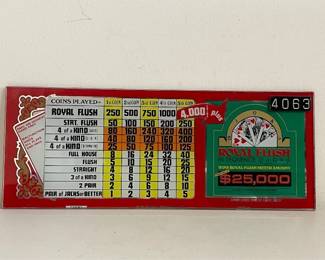 COINS PLAYED 1st COIN 2nd COIN 3rd COIN 4th COIN 5th COIN
ROYAL FLUSH 250 500 750 1000 4,000 plus
STRT. FLUSH 50 100 150 200 250
4 of a KIND 80 160 240 320 400
4 of a KIND 40 80 120 160 200
4 of a KIND 25 50 75 100 125
FULL HOUSE 8 16 24 32 40
FLUSH 5 10 15 20 25
STRAIGHT 4 8 12 16 20
3 of a KIND 3 6 9 12 15
2 PAIR 1 2 3 4 5
PAIR of JACKS or BETTER 1 2 3 4 5
4063
ROYAL FLUSH
$25,000